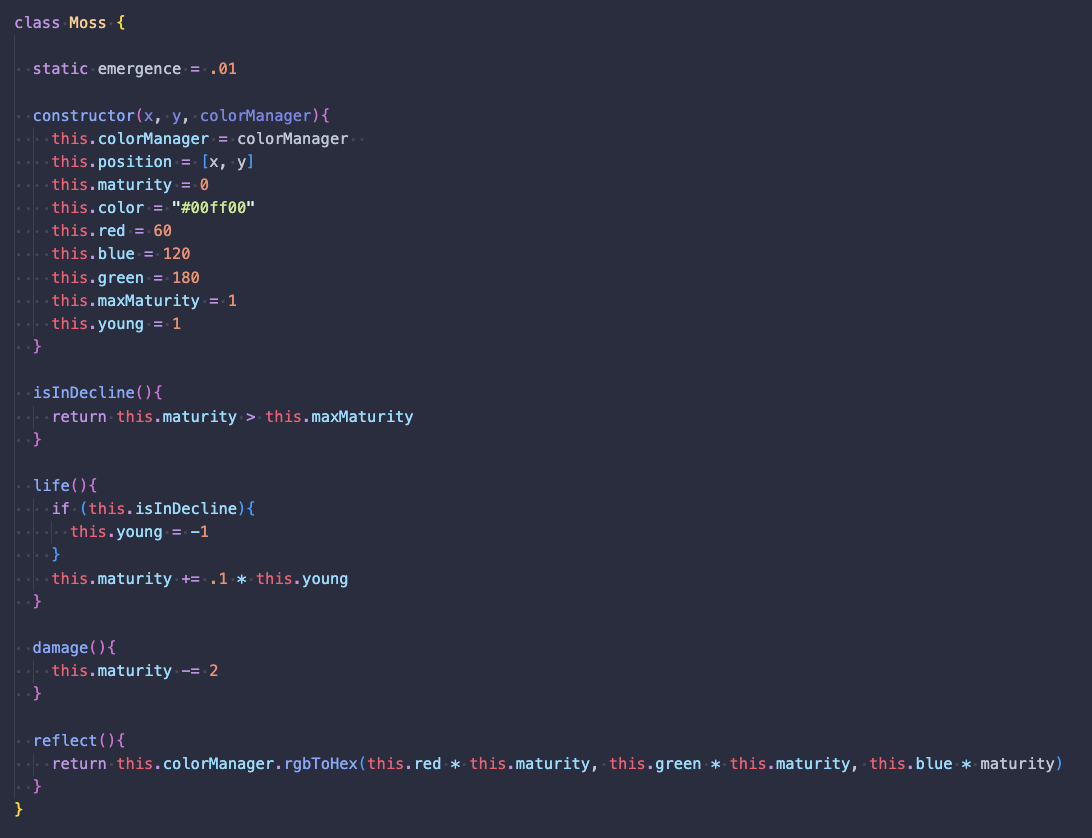 class Moss {
static emergence = .01
constructor(x, y, colorManager){
this.colorManager = colorManager
this.position = [x, y]
this.maturity = 0
this.color = "#00ff00"
this.red = 60
this.blue = 120
this.green = 180
this.maxMaturity = 1
this.young = 1
}
isInDecline(){
return this.maturity > this.maxMaturity
}
life(){
if (this.isInDecline){
this.young = -1
}
this.maturity += .1 * this.young
}
damage(){
this.maturity -= 2
}
reflect(){
return this.colorManager.rgbToHex(this.red * this.maturity, this.green * this.maturity, this.blue * maturity)
}
}